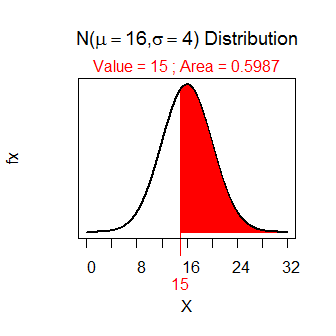 N(μ = 16,σ = 4) Distribution
Value = 15 ; Area = 0.5987
fx
0 8 16 24 32
15
X